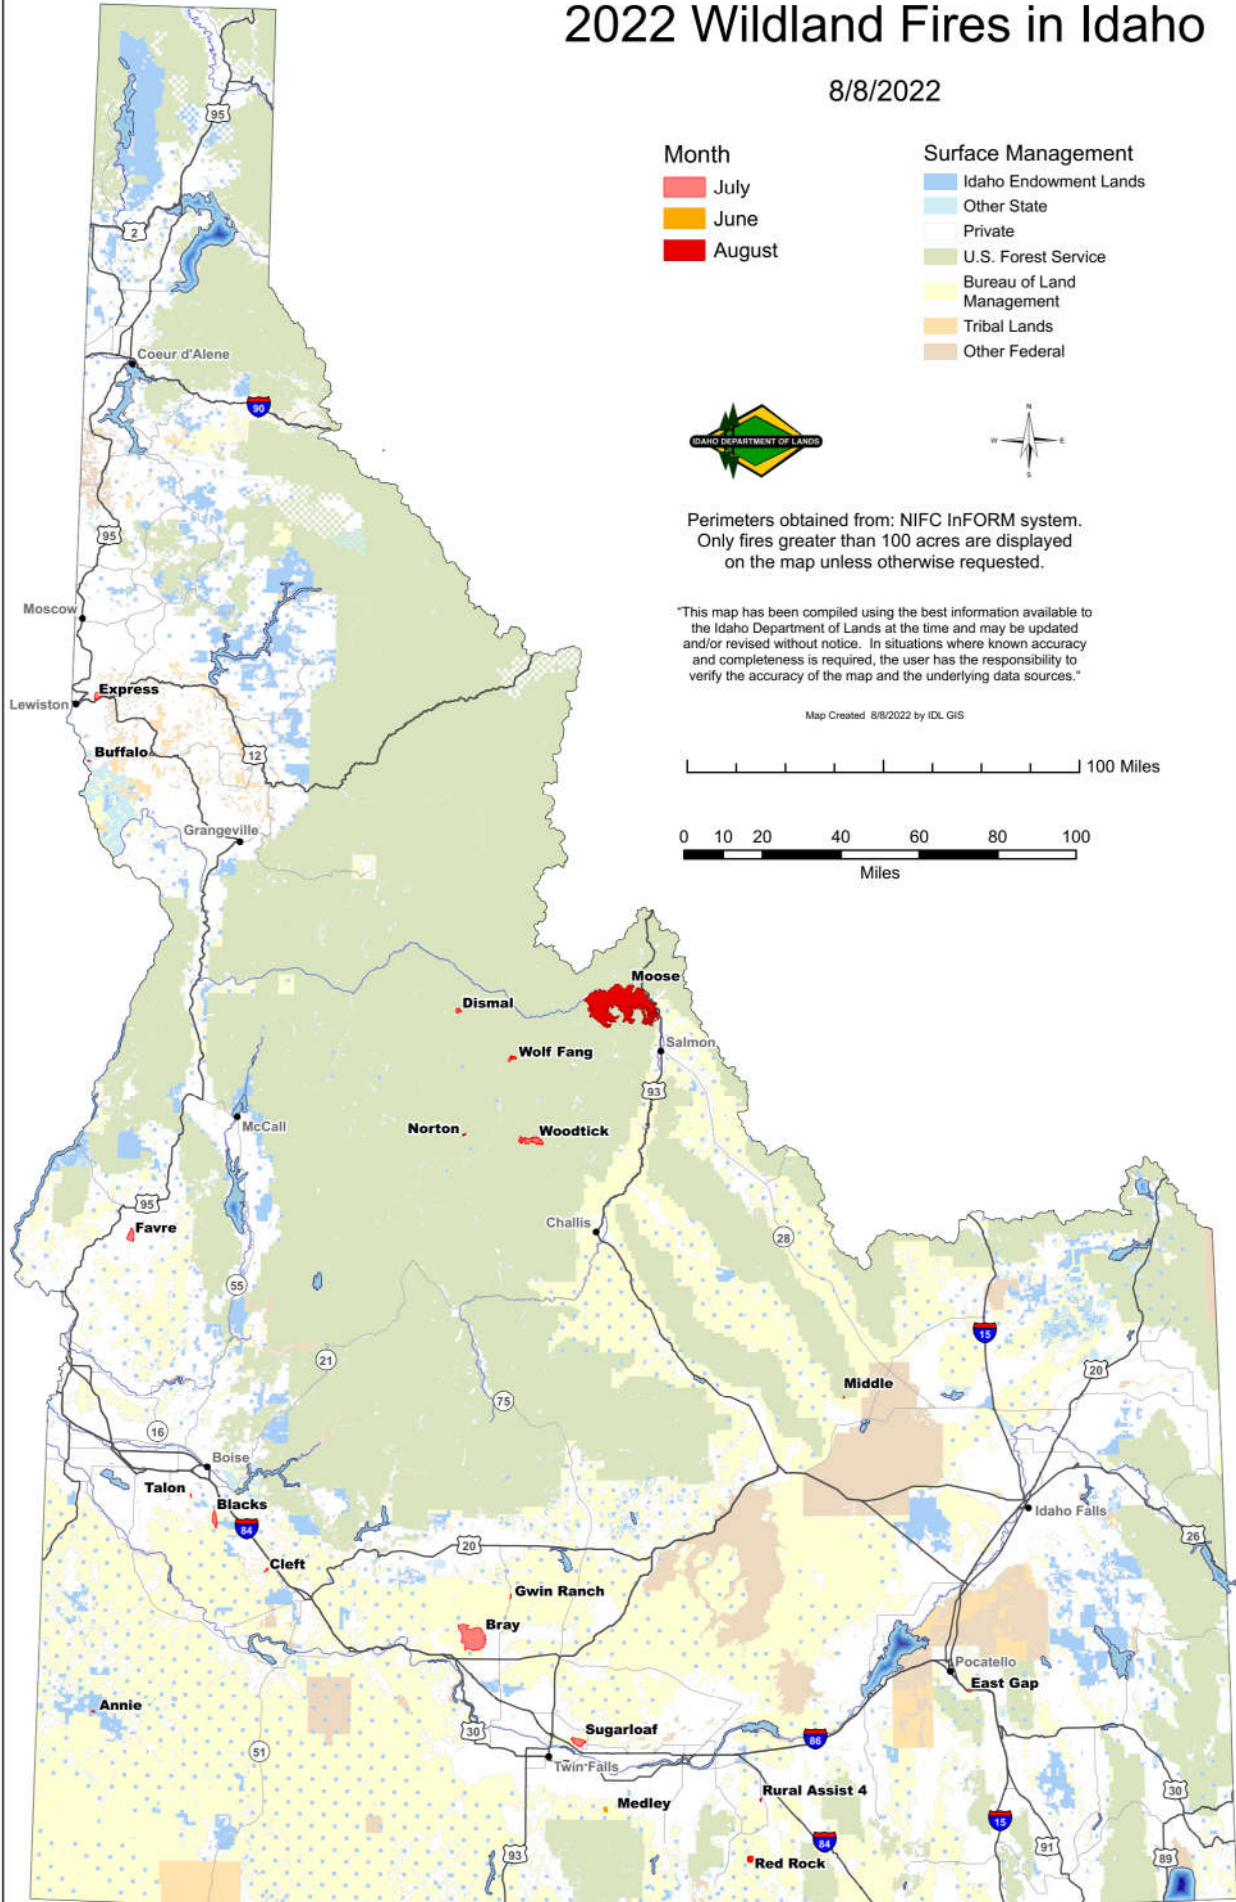 2022 Wildland Fires in Idaho
8/8/2022
Month
July
June
August
Surface Management
Idaho Endowment Lands
Other State
Private
U.S. Forest Service
Bureau of Land
Management
Tribal Lands
Other Federal
IDAHO DEPARTMENT OF LANDS
N
W
E
S
Perimeters obtained from: NIFC InFORM system.
Only fires greater than 100 acres are displayed
on the map unless otherwise requested.
"This map has been compiled using the best information available to
the Idaho Department of Lands at the time and may be updated
and/or revised without notice. In situations where known accuracy
and completeness is required, the user has the responsibility to
verify the accuracy of the map and the underlying data sources."
Map Created 8/8/2022 by IDL GIS
100 Miles
0 10 20 40 60 80 100
Miles
95
2
Coeur d'Alene
90
95
Moscow
Express
Lewiston
Buffalo
12
Grangeville
Moose
Dismal
Salmon
Wolf Fang
93
McCall
Norton
Woodtick
95
Favre
Challis
28
55
15
21
20
Middle
75
16
Boise
Talon
Blacks
84
Idaho Falls
26
20
Cleft
Gwin Ranch
Bray
Pocatello
East Gap
Annie
30
Sugarloaf
86
51
Twin Falls
Rural Assist 4
30
Medley
15
84
91
93
Red Rock
89